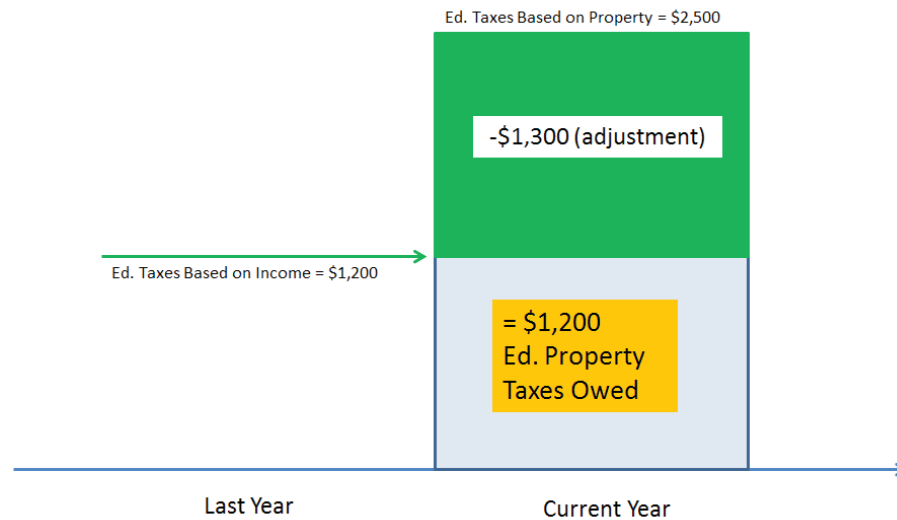 Ed. Taxes Based on Property = $2,500
-$1,300 (adjustment)
Ed. Taxes Based on Income = $1,200
= $1,200
Ed. Property
Taxes Owed
Last Year
Current Year